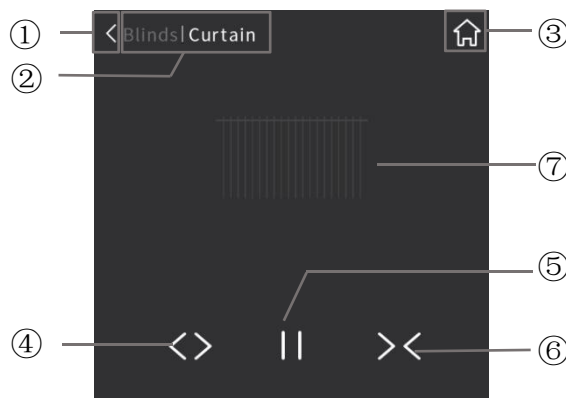 ① Blinds|Curtain ③
②
⑦
⑤
④ ⑥